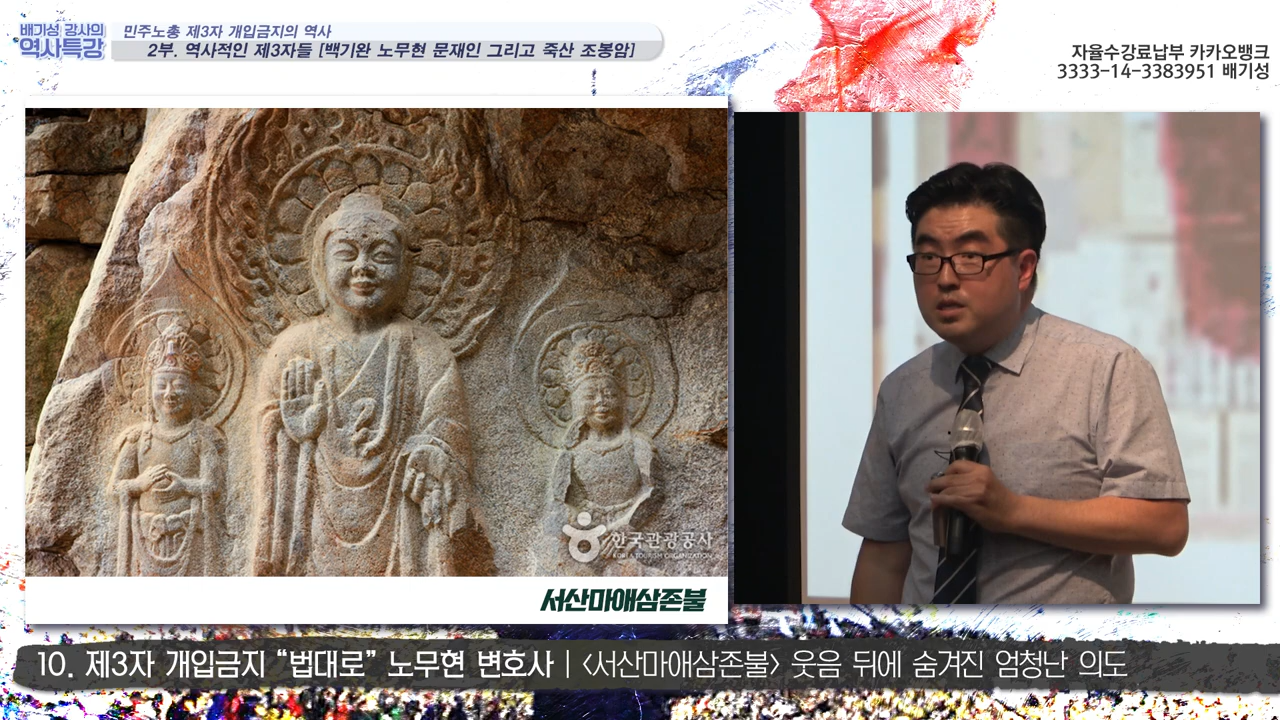 배기성 강사의
역사특강
민주노총 제3자 개입금지의 역사
2부. 역사적인 제3자들 [백기완 노무현 문재인 그리고 죽산 조봉암]
자율수강료납부 카카오뱅크
3333-14-3383951 배기성
한국관광공사
KOREA TOURISM ORGANIZATION
서산마애삼존불
10. 제3자 개입금지 “법대로” 노무현 변호사 | <서산마애삼존불> 웃음 뒤에 숨겨진 엄청난 의도